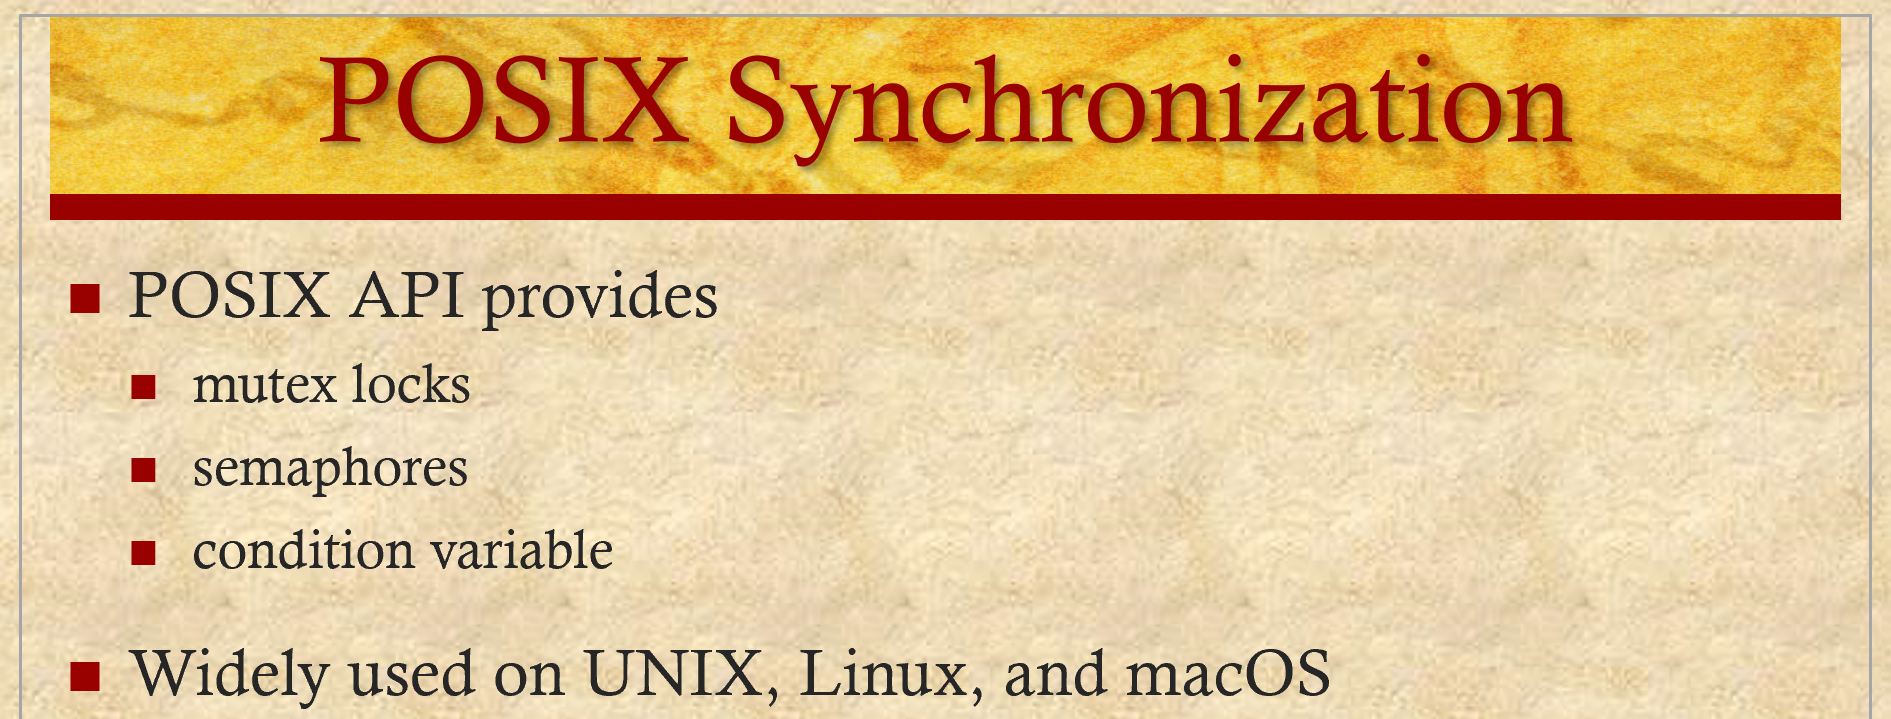 POSIX Synchronization
POSIX API provides
mutex locks
semaphores
condition variable
Widely used on UNIX, Linux, and macOS